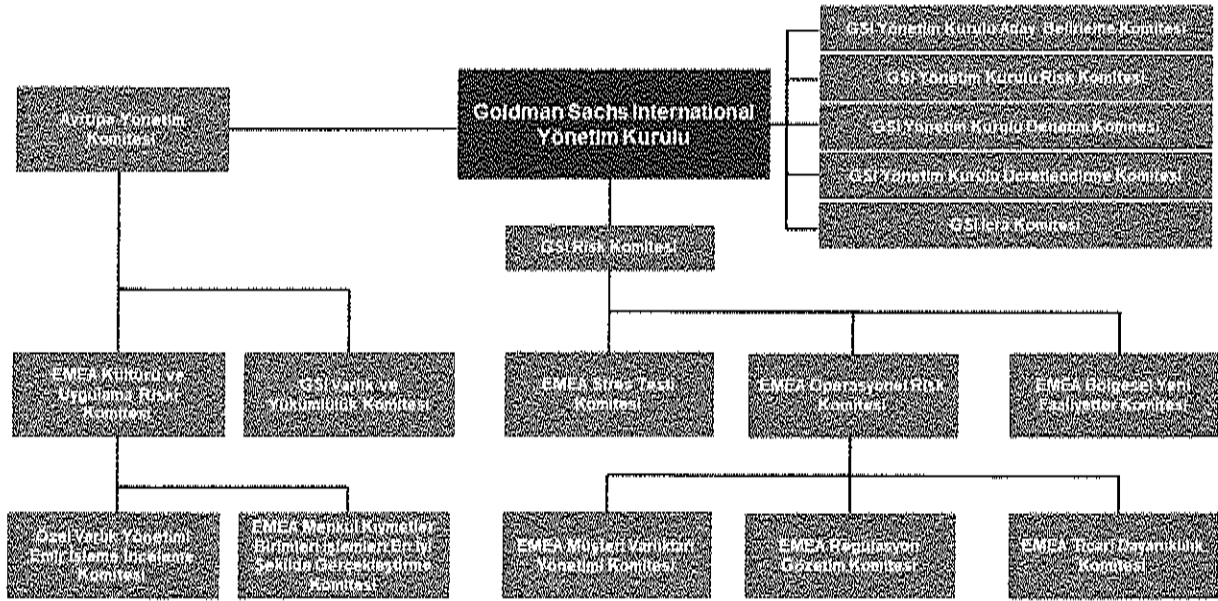 GSI Yönetim Kurulu Aday Belirleme Komitesi
GSI Yönetim Kurulu Risk Komitesi
GSI Yönetim Kurulu Denetim Komitesi
GSI Yönetim Kurulu Ücretlendirme Komitesi
GSI İcra Komitesi
Goldman Sachs International
Yönetim Kurulu
Avrupa Yönetim
Komitesi
GSI Risk Komitesi
EMEA Kültürü ve
Uygulama Riski
Komitesi
GSI Varlık ve
Yükümlülük Komitesi
EMEA Stres Testi
Komitesi
EMEA Operasyonel Risk
Komitesi
EMEA Bölgesel Yeni
Faaliyetler Komitesi
Özel Varlık Yönetimi
Emir İşleme İnceleme
Komitesi
EMEA Menkul Kıymetler
Birimleri İşlemleri En İyi
Şekilde Gerçekleştirme
Komitesi
EMEA Müşteri Varlıkları
Yönetimi Komitesi
EMEA Regülasyon
Gözetim Komitesi
EMEA Ticari Dayanıklılık
Komitesi